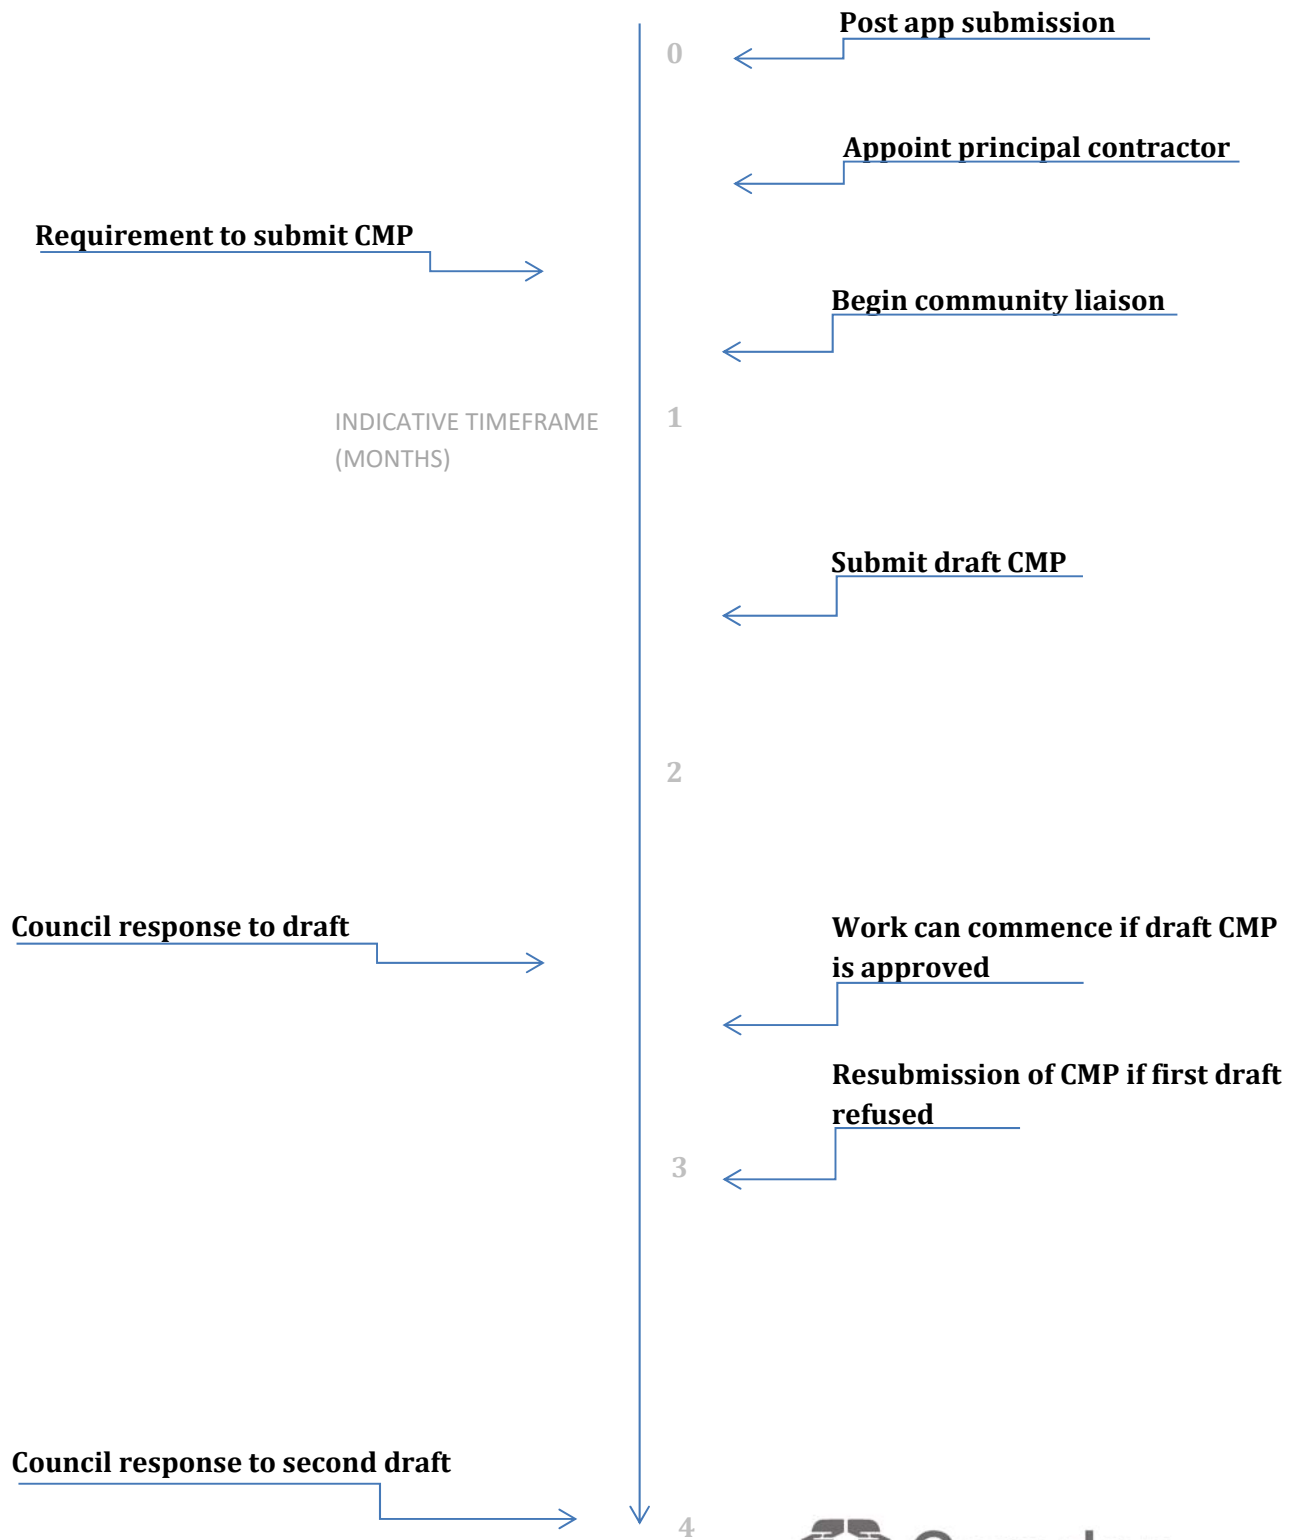 Post app submission
0
Appoint principal contractor
Requirement to submit CMP
Begin community liaison
INDICATIVE TIMEFRAME
(MONTHS)
1
Submit draft CMP
2
Council response to draft
Work can commence if draft CMP
is approved
Resubmission of CMP if first draft
refused
3
Council response to second draft
4